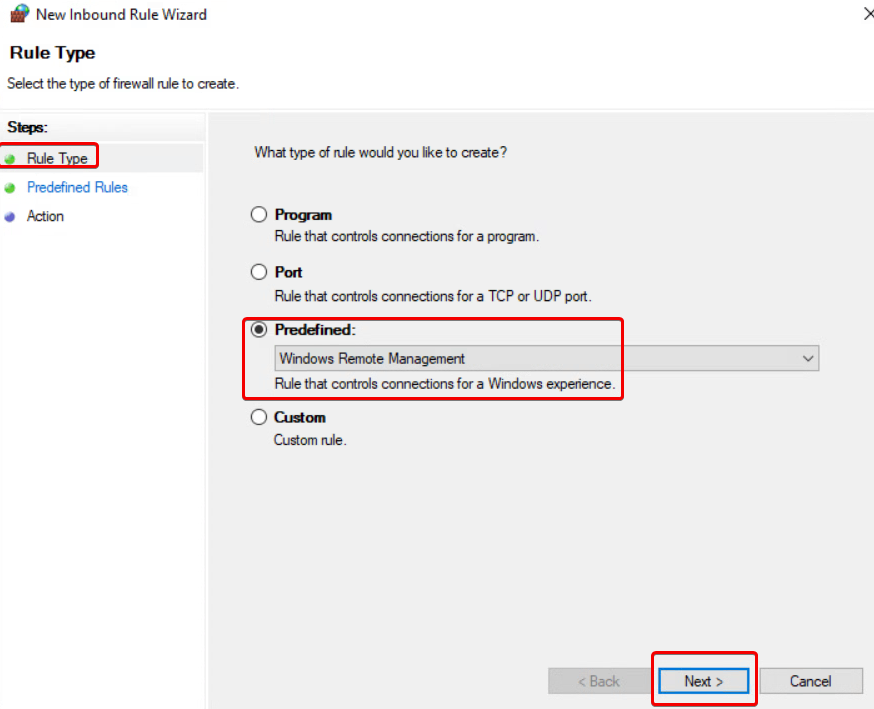 New Inbound Rule Wizard
Rule Type
Select the type of firewall rule to create.
Steps:
Rule Type
Predefined Rules
Action
What type of rule would you like to create?
Program
Rule that controls connections for a program.
Port
Rule that controls connections for a TCP or UDP port.
Predefined:
Windows Remote Management
Rule that controls connections for a Windows experience.
Custom
Custom rule.
< Back Next > Cancel